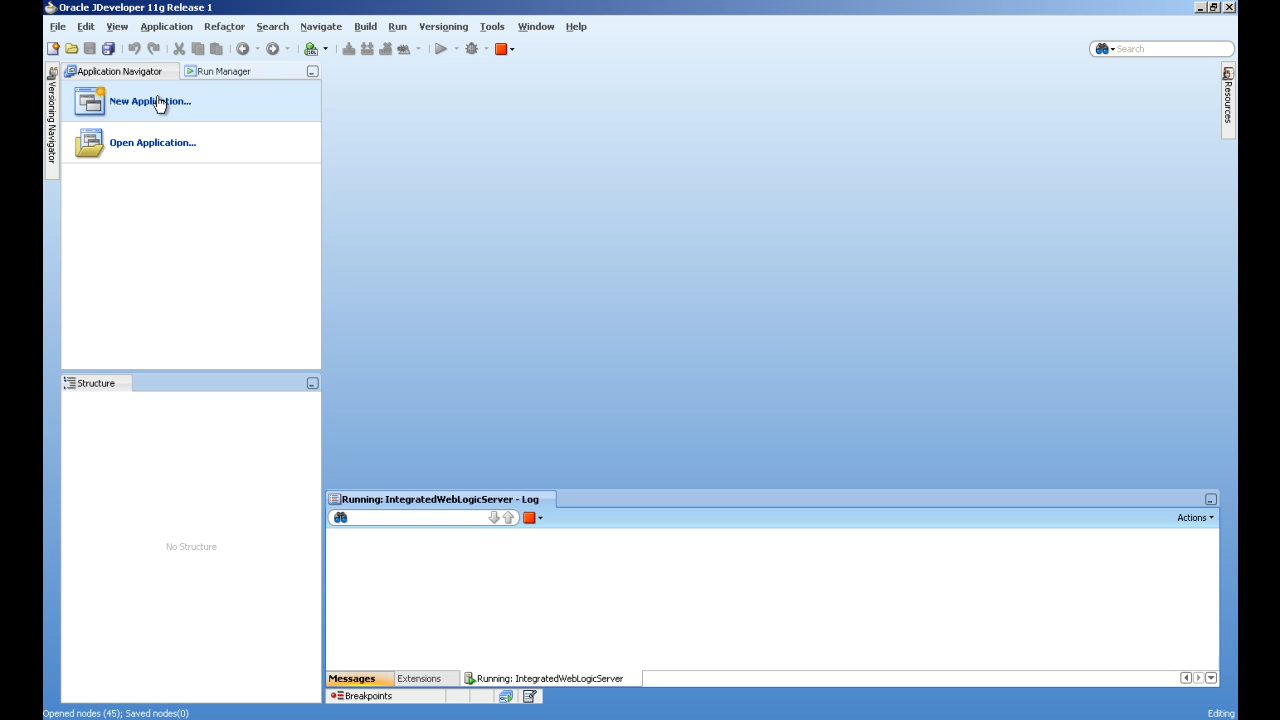 Oracle JDeveloper 11g Release 1
File Edit View Application Refactor Search Navigate Build Run Versioning Tools Window Help
Search
Application Navigator Run Manager
Versioning Navigator
Resources
New Application...
Open Application...
Structure
No Structure
Running: IntegratedWebLogicServer - Log
Actions
Messages Extensions Running: IntegratedWebLogicServer
Breakpoints
Opened nodes (45); Saved nodes(0) Editing